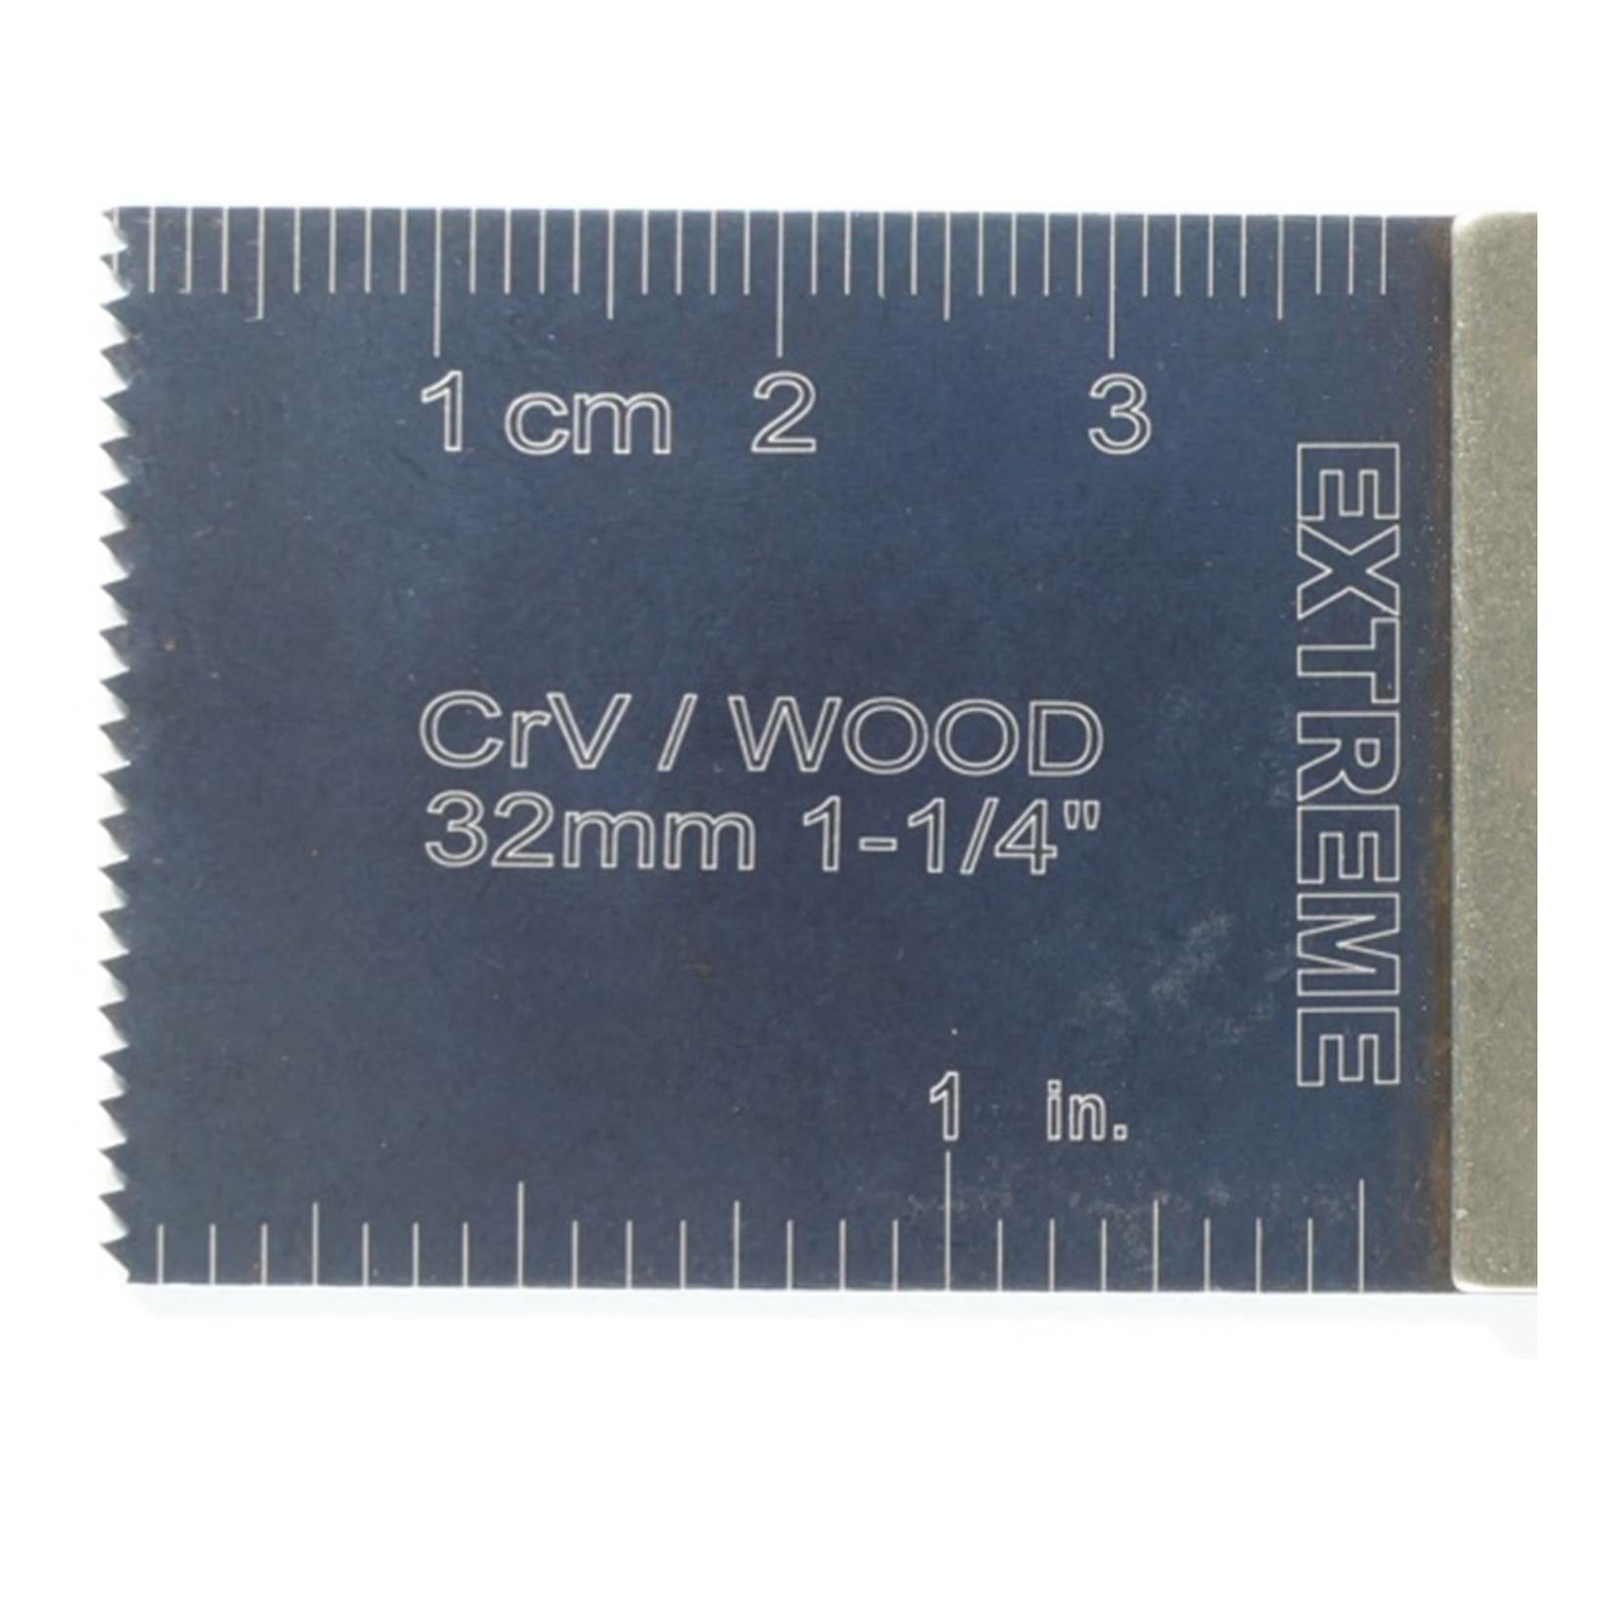 1 cm 2 3
EXTREME
CrV / WOOD
32mm 1-1/4"
1 in.